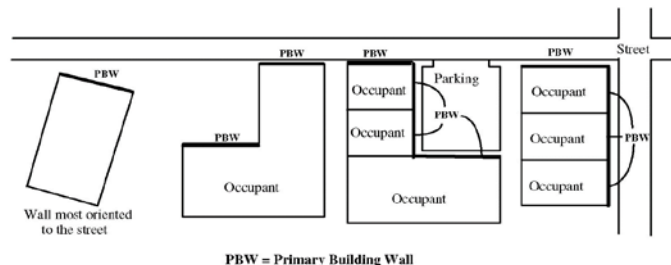 PBW
PBW
PBW
Street
PBW
Parking
Occupant
Occupant
PBW
PBW
Occupant
Occupant
Occupant
PBW
Occupant
Occupant
Occupant
Wall most oriented
to the street
PBW = Primary Building Wall